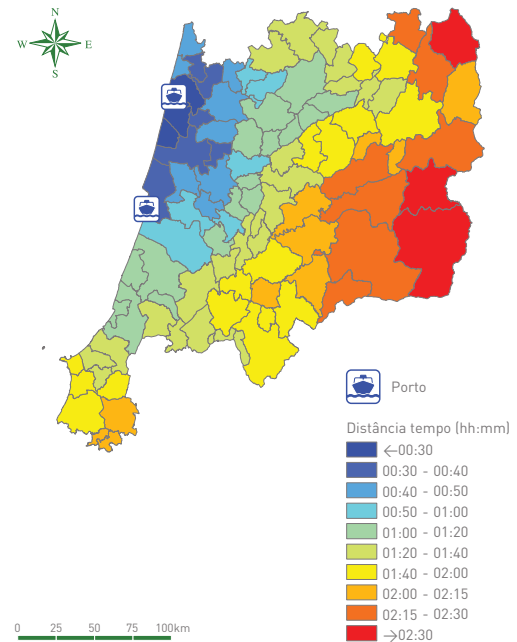 N
W E
S
Porto
Distância tempo (hh:mm)
←00:30
00:30 - 00:40
00:40 - 00:50
00:50 - 01:00
01:00 - 01:20
01:20 - 01:40
01:40 - 02:00
02:00 - 02:15
02:15 - 02:30
→02:30
0 25 50 75 100km